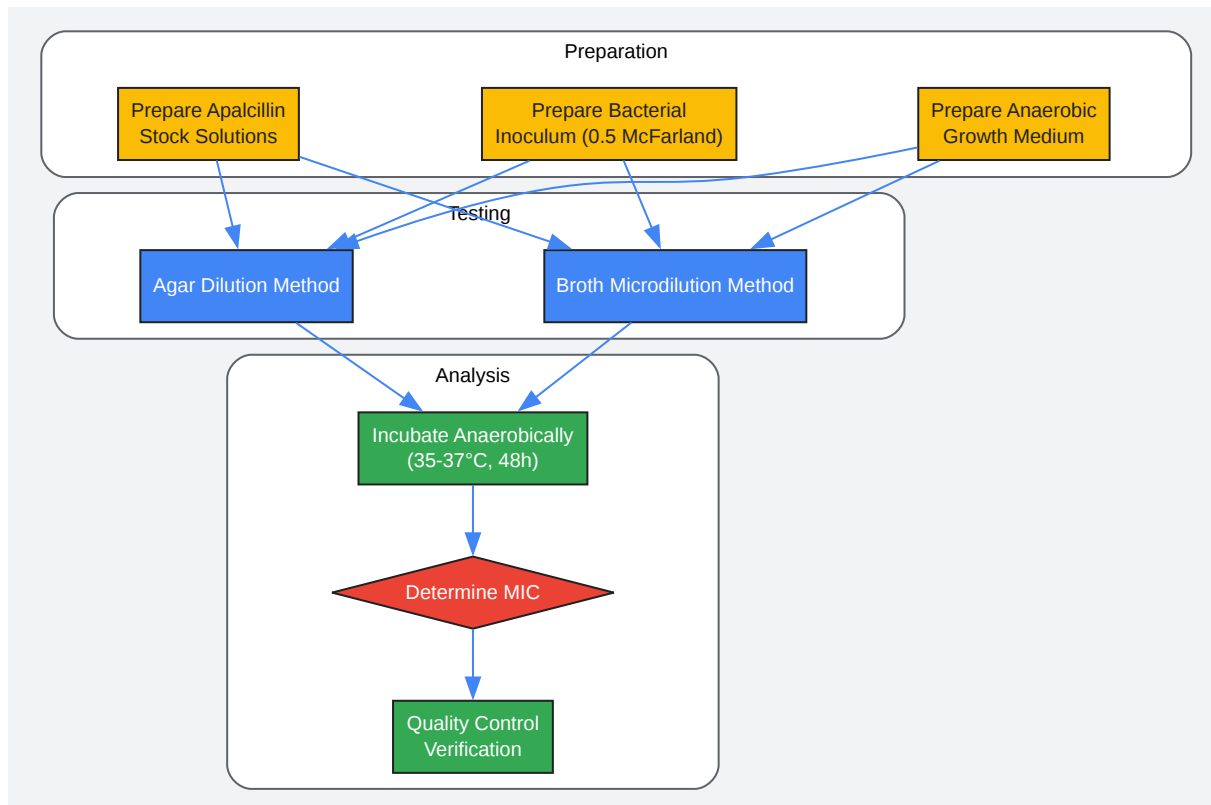 Preparation
Prepare Apalcillin
Stock Solutions
Prepare Bacterial
Inoculum (0.5 McFarland)
Prepare Anaerobic
Growth Medium
Testing
Agar Dilution Method
Broth Microdilution Method
Analysis
Incubate Anaerobically
(35-37°C, 48h)
Determine MIC
Quality Control
Verification